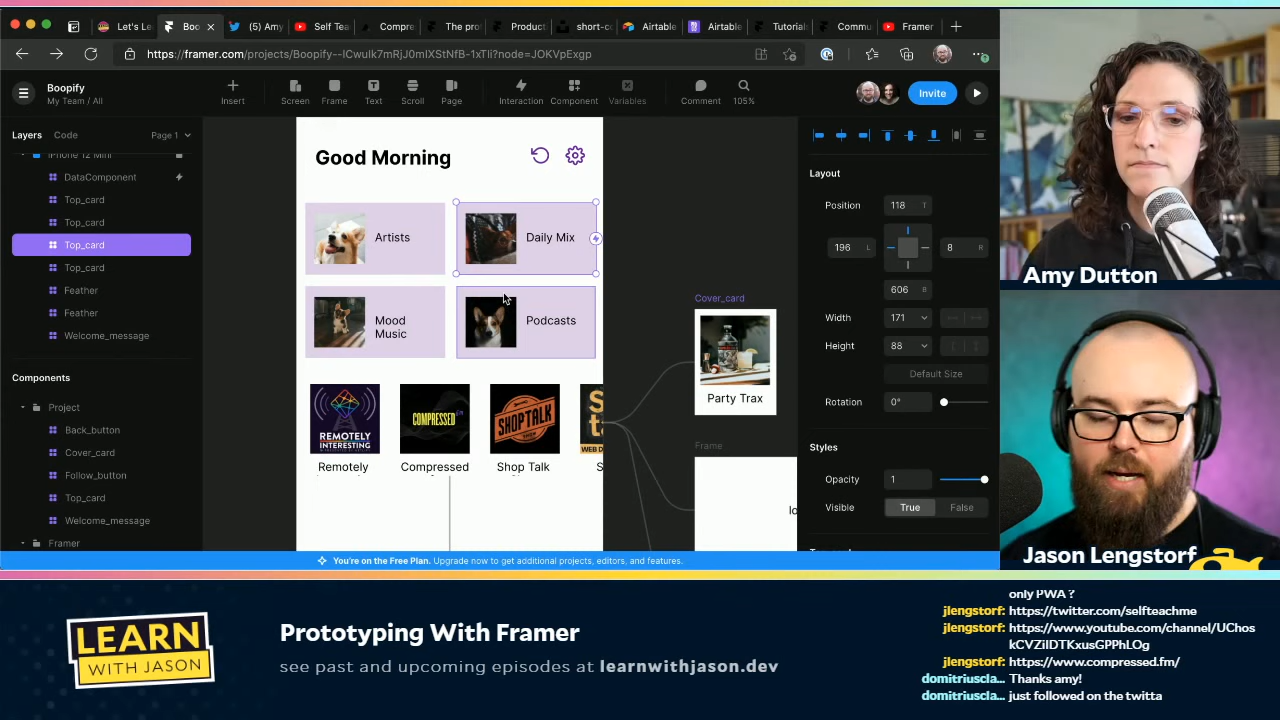 Let's Le
Boo
(5) Amy
Self Tea
Compre
The pro
Product
short-c
Airtable
Airtable
Tutorials
Commu
Framer
https://framer.com/projects/Boopify--lCwulk7mRjJ0mIXStNfB-1xTli?node=JOKVpExgp
Boopify
My Team / All
Insert
Screen
Frame
Text
Scroll
Page
Interaction
Component
Variables
Comment
105%
Invite
Layers
Code
Page 1
iPhone 12 Mini
DataComponent
Top_card
Top_card
Top_card
Top_card
Feather
Feather
Welcome_message
Components
Project
Back_button
Cover_card
Follow_button
Top_card
Welcome_message
Framer
Good Morning
Artists
Daily Mix
Mood
Music
Podcasts
REMOTELY
INTERESTING
COMPRESSED
SHOPTALK
Remotely
Compressed
Shop Talk
S
Cover_card
Party Trax
Frame
lo
Layout
Position
118
T
196
L
8
R
606
B
Width
171
Height
88
Default Size
Rotation
0°
Styles
Opacity
1
Visible
True
False
You're on the Free Plan. Upgrade now to get additional projects, editors, and features.
Amy Dutton
Jason Lengstorf
LEARN
WITH JASON
Prototyping With Framer
see past and upcoming episodes at learnwithjason.dev
only PWA ?
jlengstorf: https://twitter.com/selfteachme
jlengstorf: https://www.youtube.com/channel/UChos
kCVZilDTKxusGPPhLOg
jlengstorf: https://www.compressed.fm/
domitriuscla... Thanks amy!
domitriuscla... just followed on the twitta